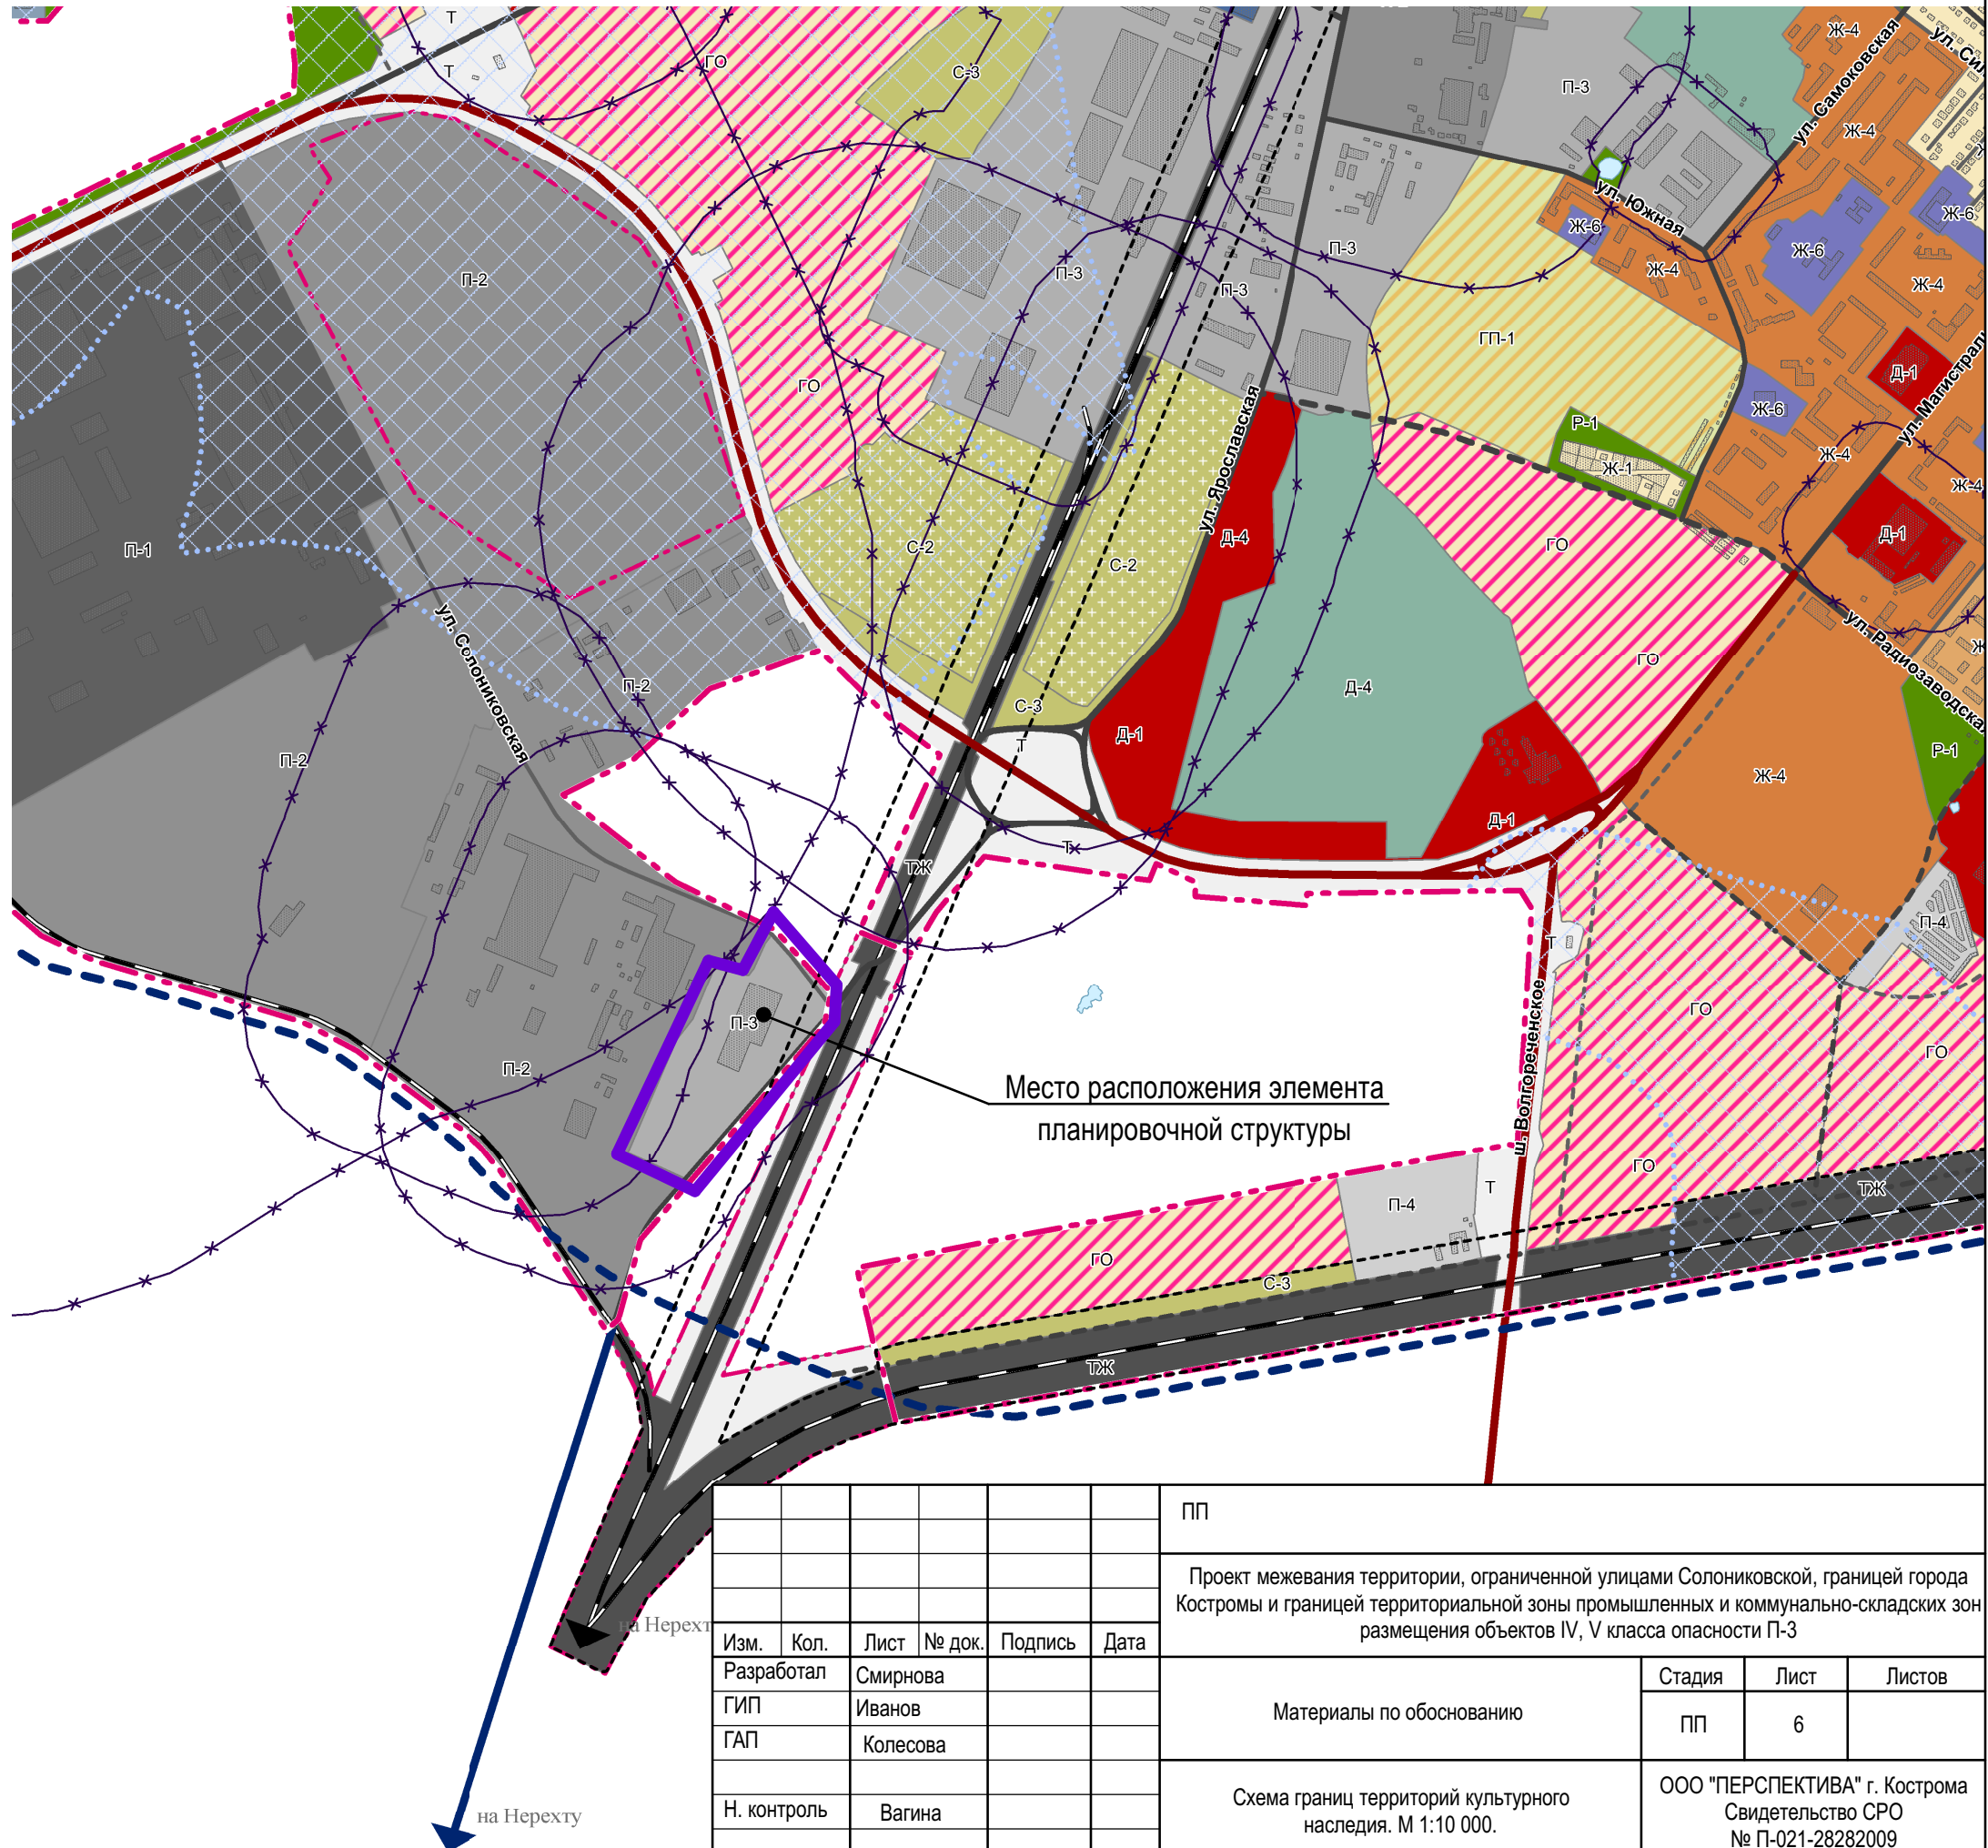 Т
ГО
С-3
Ж-4
ул. Самоковская
Т
П-3
Ж-4
ул. Южная
Ж-6
Ж-6
Ж-6
П-2
П-3
П-3
П-3
Ж-4
Ж-4
ГП-1
ГО
Д-1
ул. Ярославская
Р-1
Ж-6
Ж-1
Ж-4
Ж-4
П-1
С-2
С-2
Д-4
ГО
Д-1
ул. Солониковская
П-2
ГО
Д-4
С-3
Т
Д-1
П-2
Ж-4
Р-1
Д-1
Т
ТЖ
П-4
Т
П-3
ГО
ш. Волгореченское
ГО
П-2
Место расположения элемента
планировочной структуры
ГО
П-4
Т
ТЖ
ГО
С-3
ТЖ
на Нерехту
ПП
Проект межевания территории, ограниченной улицами Солониковской, границей города
Костромы и границей территориальной зоны промышленных и коммунально-складских зон
размещения объектов IV, V класса опасности П-3
Изм. Кол. Лист № док. Подпись Дата
Разработал Смирнова
ГИП Иванов
ГАП Колесова
Н. контроль Вагина
Материалы по обоснованию
Стадия Лист Листов
ПП 6
Схема границ территорий культурного
наследия. М 1:10 000.
ООО "ПЕРСПЕКТИВА" г. Кострома
Свидетельство СРО
№ П-021-28282009